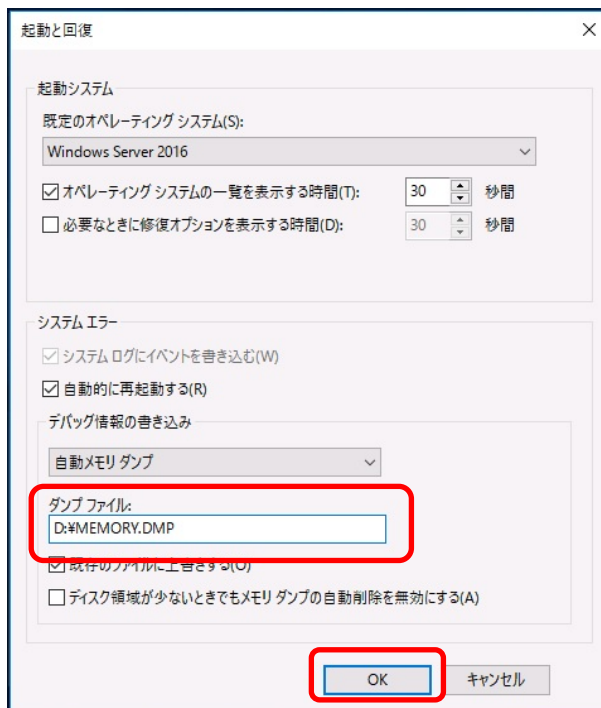 起動と回復
起動システム
既定のオペレーティング システム(S):
Windows Server 2016
オペレーティング システムの一覧を表示する時間(T): 30 秒間
必要なときに修復オプションを表示する時間(D): 30 秒間
システム エラー
システム ログにイベントを書き込む(W)
自動的に再起動する(R)
デバッグ情報の書き込み
自動メモリ ダンプ
ダンプ ファイル:
D:¥MEMORY.DMP
既存のファイルに上書きする(O)
ディスク領域が少ないときでもメモリ ダンプの自動削除を無効にする(A)
OK キャンセル